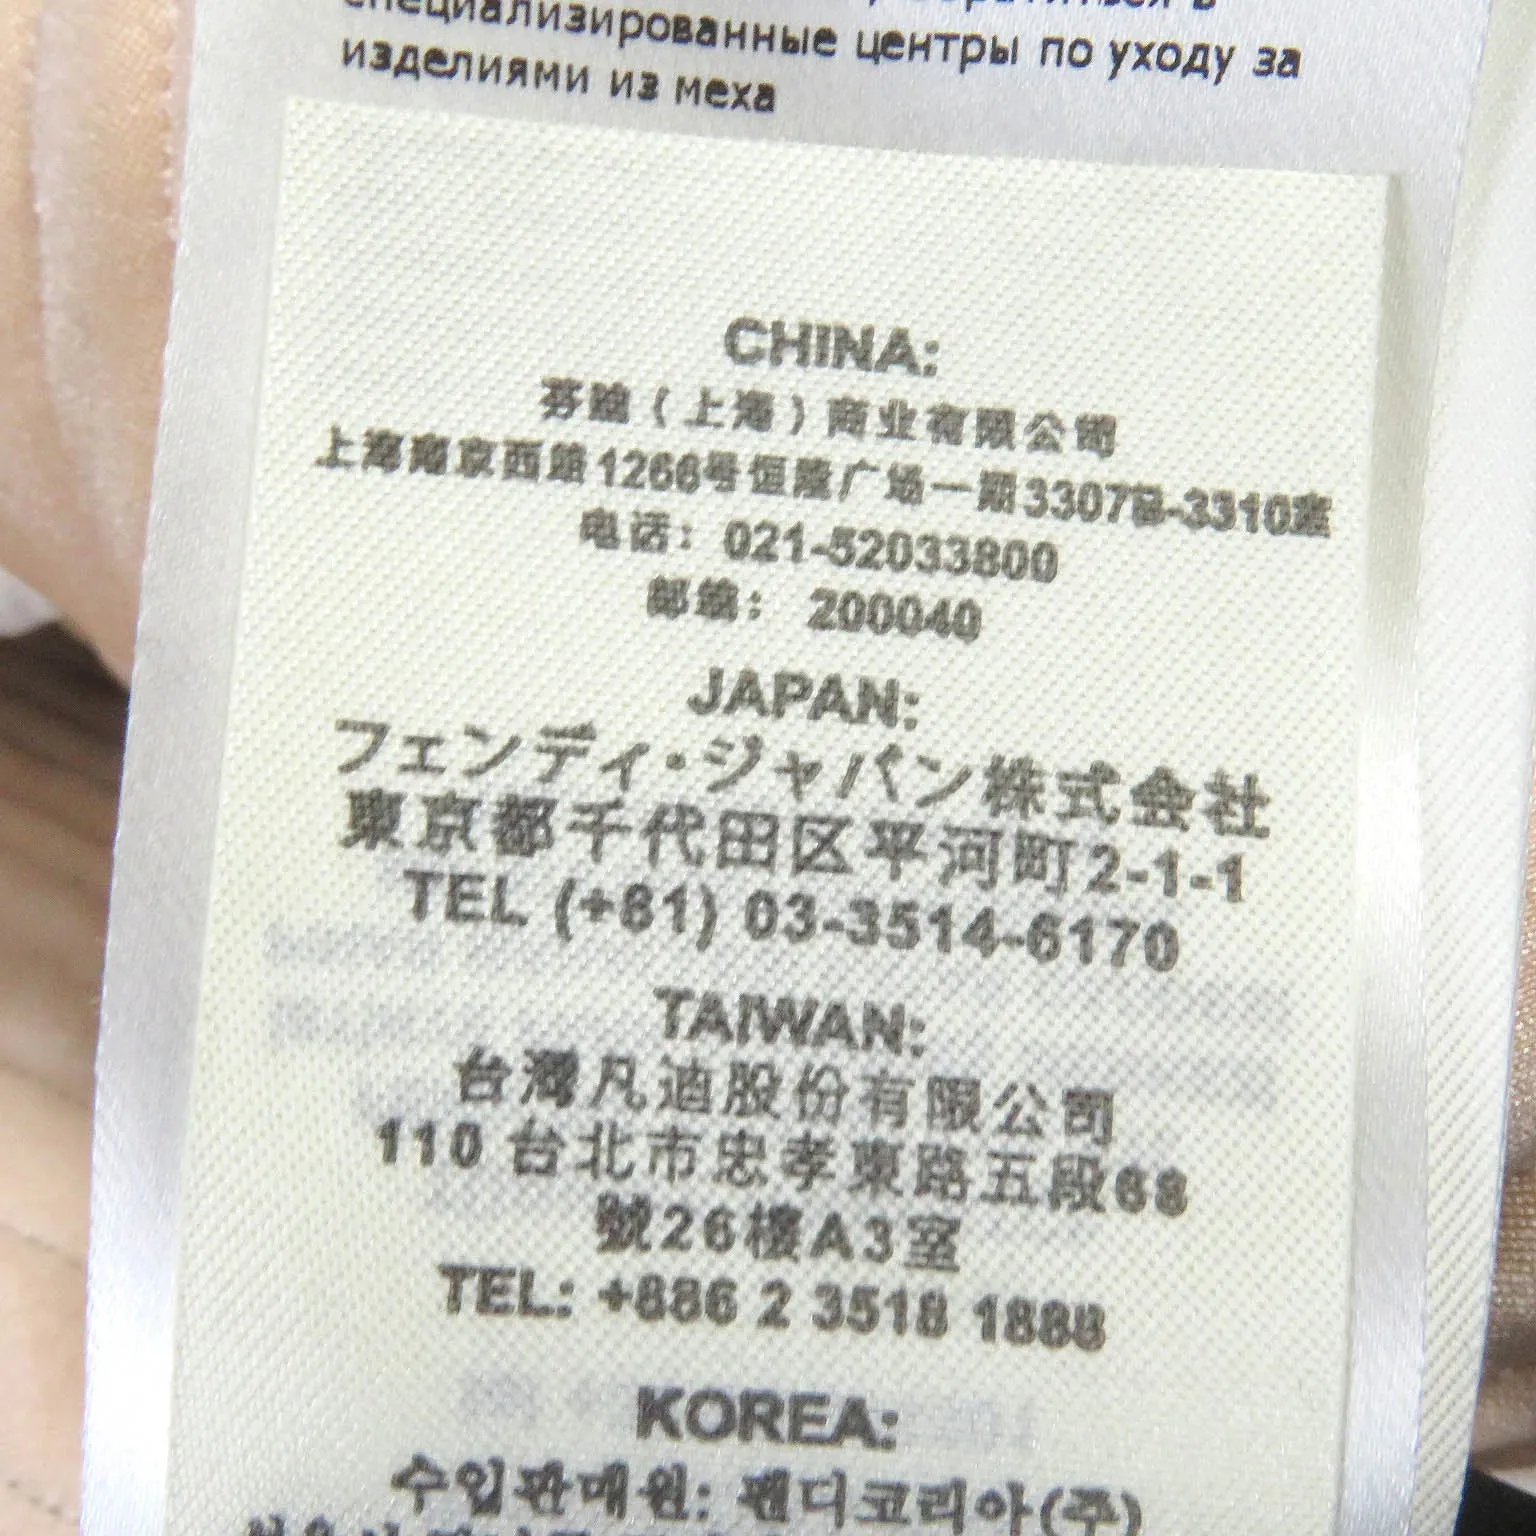 специализированные центры по уходу за
изделиями из меха
CHINA:
芬迪（上海）商业有限公司
上海南京西路1266号恒隆广场一期3307B-3310室
电话：021-52033800
邮编： 200040
JAPAN:
フェンディ・ジャパン株式会社
東京都千代田区平河町2-1-1
TEL (+81) 03-3514-6170
TAIWAN:
台灣凡迪股份有限公司
110 台北市忠孝東路五段68
號26樓A3室
TEL: +886 2 3518 1888
KOREA:
수입판매원: 펜디코리아(주)